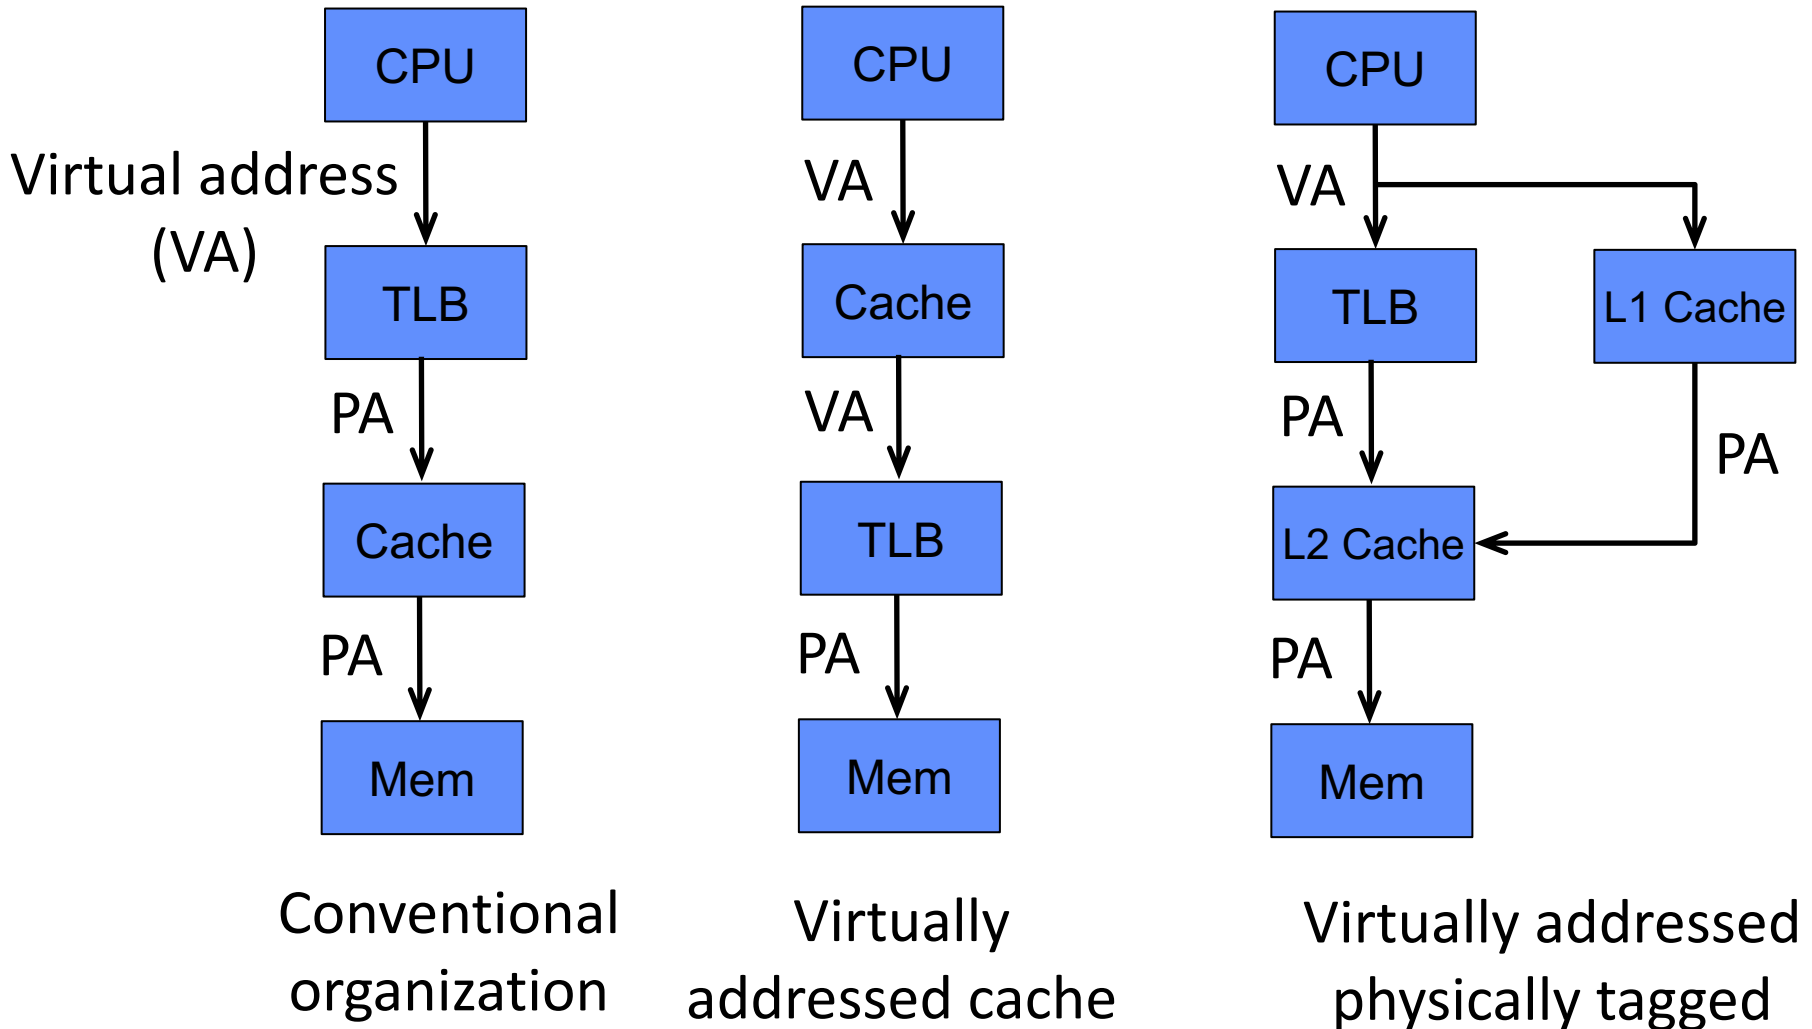 CPU
Virtual address
(VA)
TLB
PA
Cache
PA
Mem
Conventional
organization
CPU
VA
Cache
VA
TLB
PA
Mem
Virtually
addressed cache
CPU
VA
TLB
L1 Cache
PA
PA
L2 Cache
PA
Mem
Virtually addressed
physically tagged